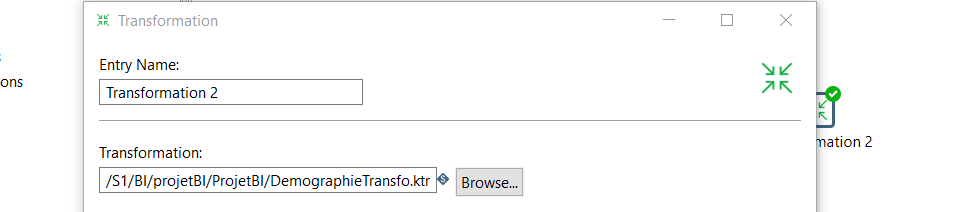 Transformation
Entry Name:
Transformation 2
ons
mation 2
Transformation:
/S1/BI/projetBI/ProjetBI/DemographieTransfo.ktr
Browse...